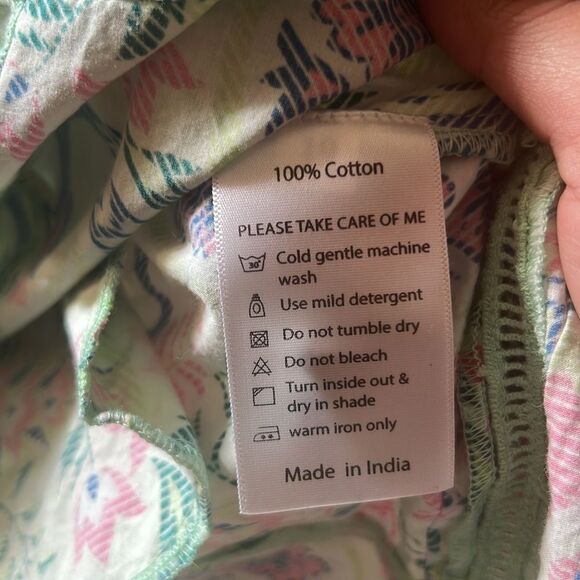 100% Cotton
PLEASE TAKE CARE OF ME
30°
Cold gentle machine
wash
Use mild detergent
Do not tumble dry
Do not bleach
Turn inside out &
dry in shade
warm iron only
Made in India